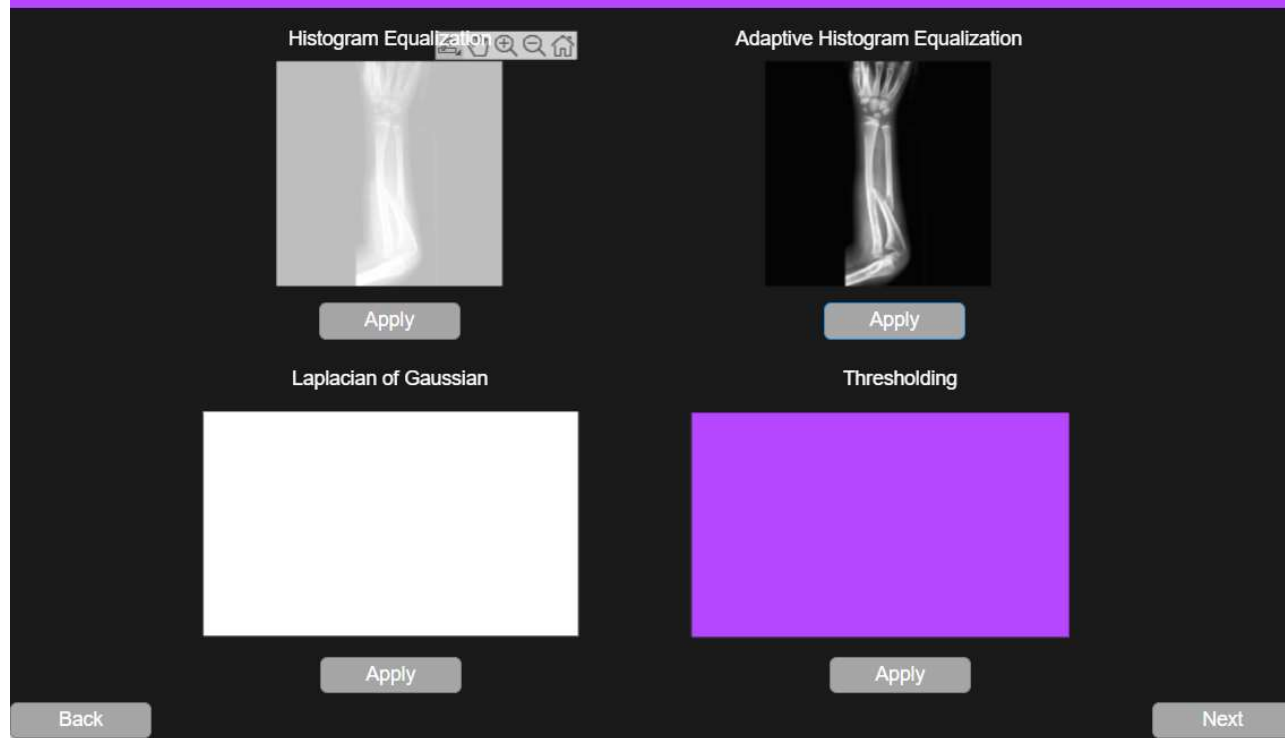 Histogram Equalization
Adaptive Histogram Equalization
Apply
Apply
Laplacian of Gaussian
Thresholding
Apply
Apply
Back
Next